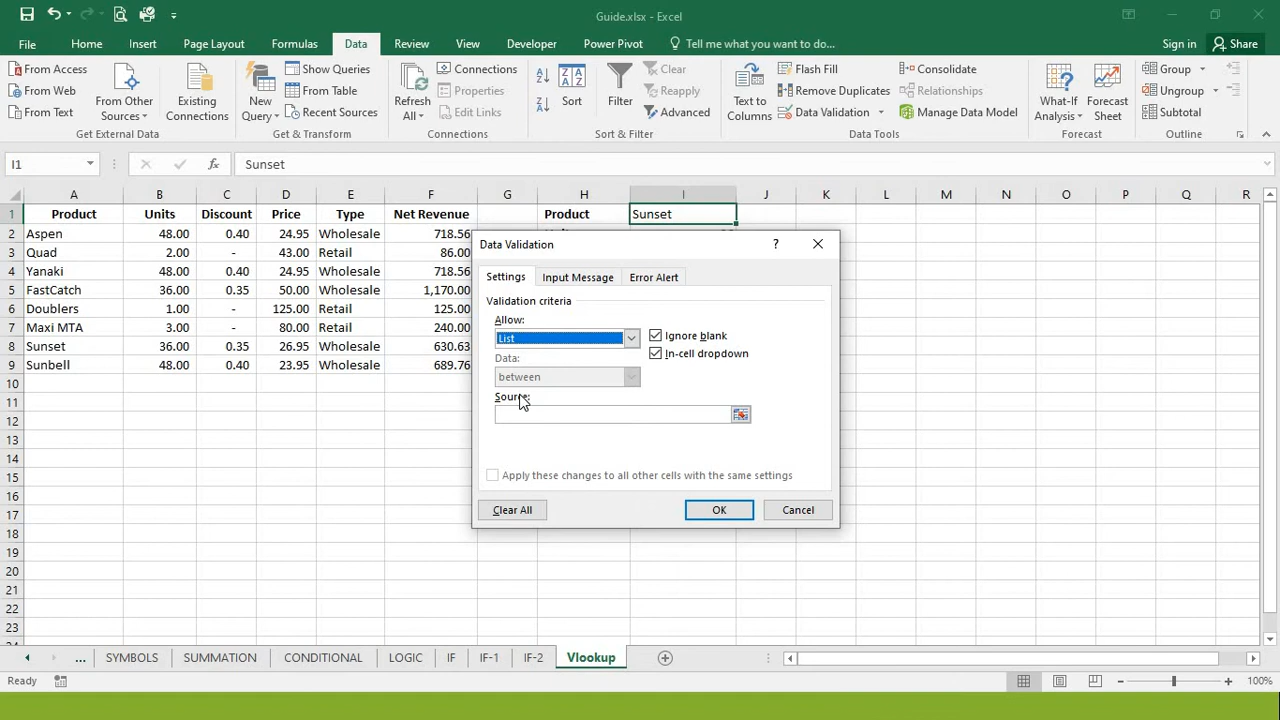 Guide.xlsx - Excel
File Home Insert Page Layout Formulas Data Review View Developer Power Pivot Tell me what you want to do... Sign in Share
From Access
From Web
From Text
From Other Sources
Existing Connections
Get External Data
New Query
Show Queries
From Table
Recent Sources
Get & Transform
Refresh All
Connections
Properties
Edit Links
Connections
Sort
Filter
Clear
Reapply
Advanced
Sort & Filter
Text to Columns
Flash Fill
Remove Duplicates
Data Validation
Consolidate
Relationships
Manage Data Model
Data Tools
What-If Analysis
Forecast Sheet
Forecast
Group
Ungroup
Subtotal
Outline
I1 fx Sunset
A B C D E F G H I J K L M N O P Q R
1 Product Units Discount Price Type Net Revenue Product Sunset
2 Aspen 48.00 0.40 24.95 Wholesale 718.56
3 Quad 2.00 - 43.00 Retail 86.00
4 Yanaki 48.00 0.40 24.95 Wholesale 718.56
5 FastCatch 36.00 0.35 50.00 Wholesale 1,170.00
6 Doublers 1.00 - 125.00 Retail 125.00
7 Maxi MTA 3.00 - 80.00 Retail 240.00
8 Sunset 36.00 0.35 26.95 Wholesale 630.63
9 Sunbell 48.00 0.40 23.95 Wholesale 689.76
10
11
12
13
14
15
16
17
18
19
20
21
22
23
Data Validation ?
Settings Input Message Error Alert
Validation criteria
Allow:
List
Ignore blank
Data:
In-cell dropdown
between
Source:
Apply these changes to all other cells with the same settings
Clear All OK Cancel
... SYMBOLS SUMMATION CONDITIONAL LOGIC IF IF-1 IF-2 Vlookup
Ready 100%